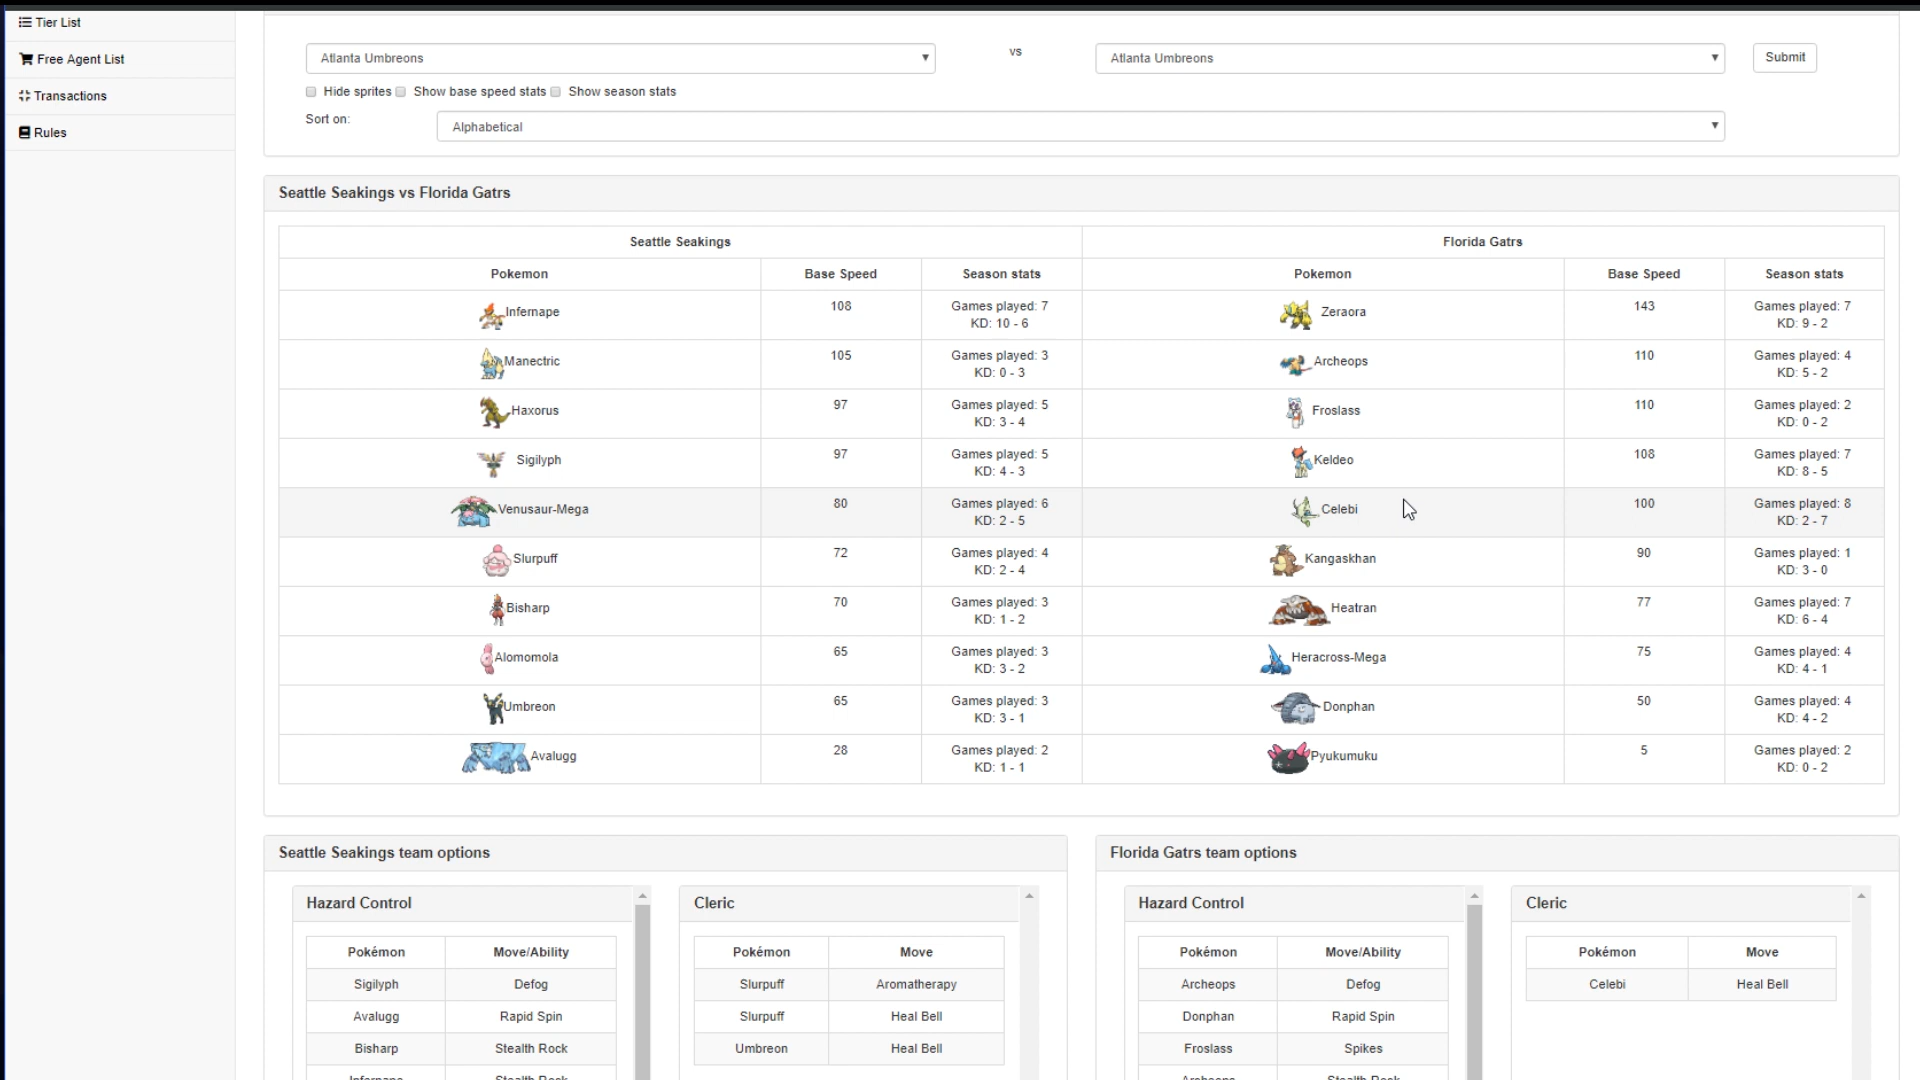 Tier List
Free Agent List
Transactions
Rules
Atlanta Umbreons vs Atlanta Umbreons Submit
Hide sprites Show base speed stats Show season stats
Sort on: Alphabetical
Seattle Seakings vs Florida Gatrs
Seattle Seakings Florida Gatrs
Pokemon Base Speed Season stats Pokemon Base Speed Season stats
Infernape 108 Games played: 7 Zeraora 143 Games played: 7
KD: 10 - 6 KD: 9 - 2
Manectric 105 Games played: 3 Archeops 110 Games played: 4
KD: 0 - 3 KD: 5 - 2
Haxorus 97 Games played: 5 Froslass 110 Games played: 2
KD: 3 - 4 KD: 0 - 2
Sigilyph 97 Games played: 5 Keldeo 108 Games played: 7
KD: 4 - 3 KD: 8 - 5
Venusaur-Mega 80 Games played: 6 Celebi 100 Games played: 8
KD: 2 - 5 KD: 2 - 7
Slurpuff 72 Games played: 4 Kangaskhan 90 Games played: 1
KD: 2 - 4 KD: 3 - 0
Bisharp 70 Games played: 3 Heatran 77 Games played: 7
KD: 1 - 2 KD: 6 - 4
Alomomola 65 Games played: 3 Heracross-Mega 75 Games played: 4
KD: 3 - 2 KD: 4 - 1
Umbreon 65 Games played: 3 Donphan 50 Games played: 4
KD: 3 - 1 KD: 4 - 2
Avalugg 28 Games played: 2 Pyukumuku 5 Games played: 2
KD: 1 - 1 KD: 0 - 2
Seattle Seakings team options Florida Gatrs team options
Hazard Control Cleric Hazard Control Cleric
Pokémon Move/Ability Pokémon Move Pokémon Move/Ability Pokémon Move
Sigilyph Defog Slurpuff Aromatherapy Archeops Defog Celebi Heal Bell
Avalugg Rapid Spin Slurpuff Heal Bell Donphan Rapid Spin
Bisharp Stealth Rock Umbreon Heal Bell Froslass Spikes
Infernape Stealth Rock Archeops Stealth Rock